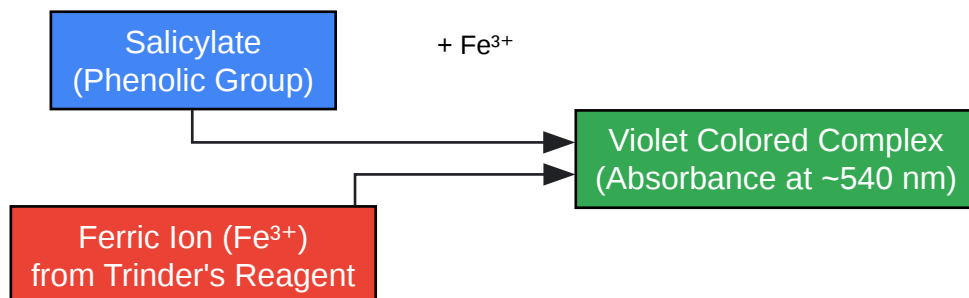 Salicylate
(Phenolic Group)
+ Fe³⁺
Violet Colored Complex
(Absorbance at ~540 nm)
Ferric Ion (Fe³⁺)
from Trinder's Reagent